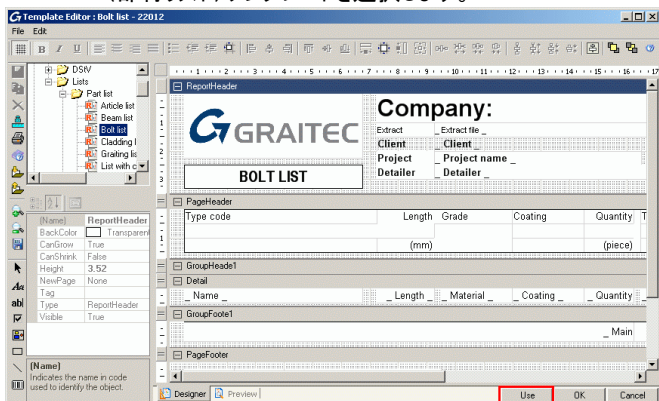 Template Editor : Bolt list - 22012
File Edit
B I U
DStV
Lists
Part list
Article list
Beam list
Bolt list
Cladding l
Grating lis
List with c
(Name) ReportHeader
BackColor Transparent
CanGrow True
CanShrink False
Height 3.52
NewPage None
Tag
Type ReportHeader
Visible True
(Name)
Indicates the name in code
used to identify the object.
ReportHeader
GRAITEC
BOLT LIST
Company:
Extract _ Extract file _
Client _ Client _
Project _ Project name _
Detailer _ Detailer _
PageHeader
Type code Length Grade Coating Quantity T
(mm) (piece)
GroupHeade1
Detail
_ Name _ _ Length _ _ Material _ _ Coating _ _ Quantity _
GroupFoote1
_ Main
PageFooter
Designer Preview
Use OK Cancel